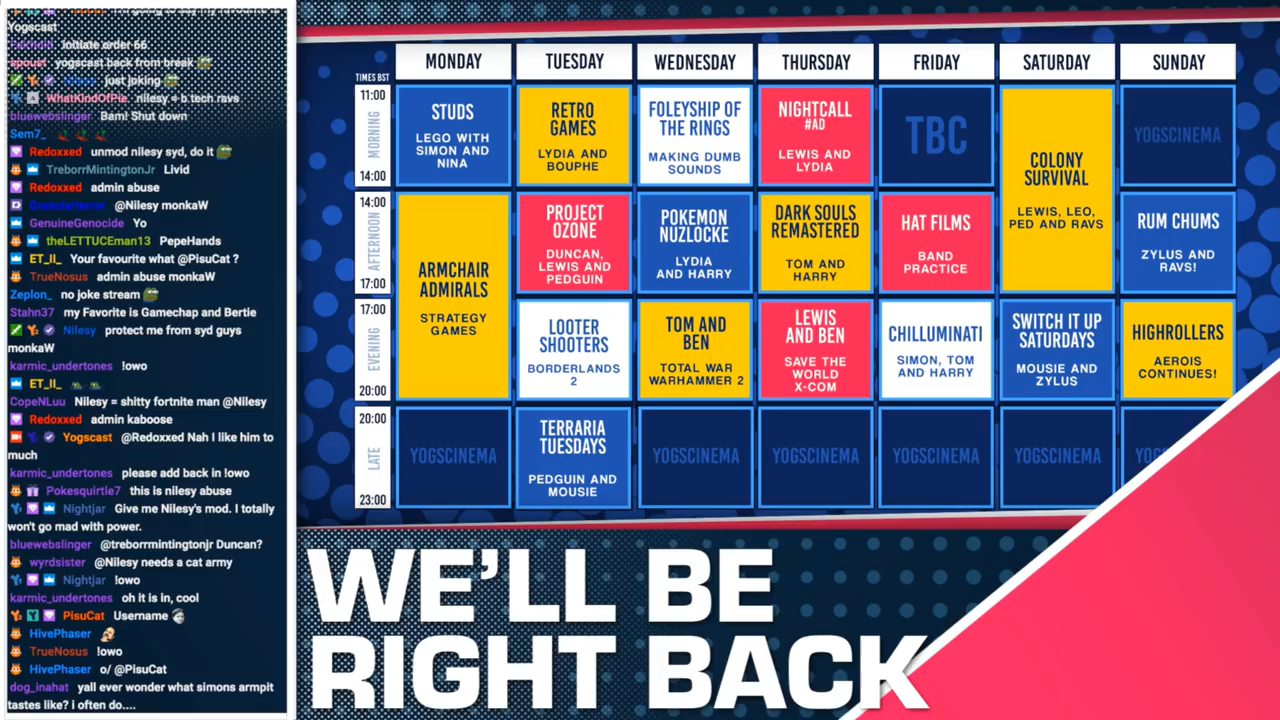 Yogscast
initiate order 66
yogscast back from break
just joking
WhatKindOfPie nilesy = b tech ravs
bluewebslinger Bam! Shut down
Sem7_
Redoxxed unmod nilesy syd, do it
TreborrMintingtonJr Livid
Redoxxed admin abuse
@Nilesy monkaW
GenuineGenocide Yo
theLETTUCEman13 PepeHands
ET_II_ Your favourite what @PisuCat ?
TrueNosus admin abuse monkaW
Zeplon_ no joke stream
Stahn37 my Favorite is Gamechap and Bertie
Nilesy protect me from syd guys
monkaW
karmic_undertones !owo
ET_II_
CopeNLuu Nilesy = shitty fortnite man @Nilesy
Redoxxed admin kaboose
Yogscast @Redoxxed Nah I like him to
much
karmic_undertones please add back in !owo
Pokesquirtle7 this is nilesy abuse
Nightjar Give me Nilesy's mod. I totally
won't go mad with power.
bluewebslinger @treborrmintingtonjr Duncan?
wyrdsister @Nilesy needs a cat army
Nightjar !owo
karmic_undertones oh it is in, cool
PisuCat Username
HivePhaser
TrueNosus !owo
HivePhaser o/ @PisuCat
dog_inahat yall ever wonder what simons armpit
tastes like? i often do....
MONDAY TUESDAY WEDNESDAY THURSDAY FRIDAY SATURDAY SUNDAY
TIMES BST
11:00
MORNING
14:00
STUDS
LEGO WITH
SIMON AND
NINA
RETRO
GAMES
LYDIA AND
BOUPHE
FOLEYSHIP OF
THE RINGS
MAKING DUMB
SOUNDS
NIGHTCALL
#AD
LEWIS AND
LYDIA
TBC
COLONY
SURVIVAL
LEWIS, LEO,
PED AND RAVS
YOGSCINEMA
14:00
AFTERNOON
17:00
ARMCHAIR
ADMIRALS
STRATEGY
GAMES
PROJECT
OZONE
DUNCAN,
LEWIS AND
PEDGUIN
POKEMON
NUZLOCKE
LYDIA
AND HARRY
DARK SOULS
REMASTERED
TOM AND
HARRY
HAT FILMS
BAND
PRACTICE
RUM CHUMS
ZYLUS AND
RAVS!
17:00
EVENING
20:00
LOOTER
SHOOTERS
BORDERLANDS
2
TOM AND
BEN
TOTAL WAR
WARHAMMER 2
LEWIS
AND BEN
SAVE THE
WORLD
X-COM
CHILLUMINATI
SIMON, TOM
AND HARRY
SWITCH IT UP
SATURDAYS
MOUSIE AND
ZYLUS
HIGHROLLERS
AEROIS
CONTINUES!
20:00
LATE
23:00
YOGSCINEMA
TERRARIA
TUESDAYS
PEDGUIN AND
MOUSIE
YOGSCINEMA
YOGSCINEMA
YOGSCINEMA
YOGSCINEMA
WE'LL BE
RIGHT BACK